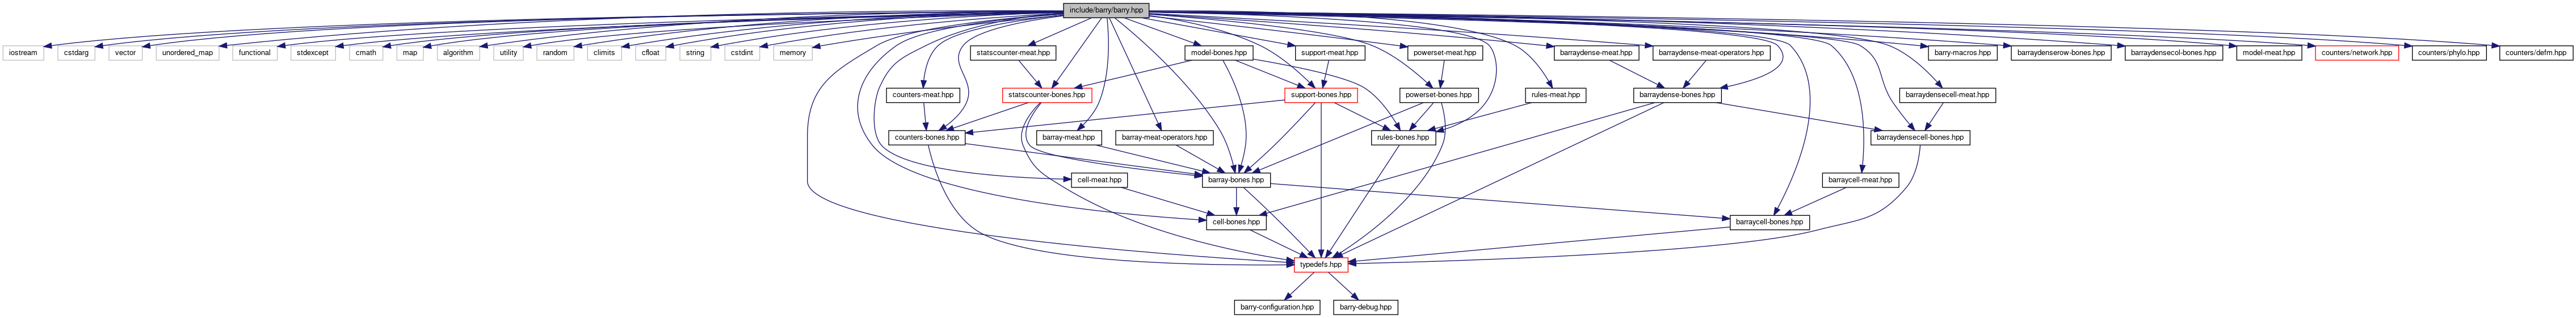 include/barry/barry.hpp
iostream
cstdarg
vector
unordered_map
functional
stdexcept
cmath
map
algorithm
utility
random
climits
cfloat
string
cstdint
memory
statscounter-meat.hpp
model-bones.hpp
support-meat.hpp
powerset-meat.hpp
barraydense-meat.hpp
barraydense-meat-operators.hpp
barry-macros.hpp
barraydenserow-bones.hpp
barraydensecol-bones.hpp
model-meat.hpp
counters/network.hpp
counters/phylo.hpp
counters/defm.hpp
counters-meat.hpp
statscounter-bones.hpp
support-bones.hpp
powerset-bones.hpp
rules-meat.hpp
barraydense-bones.hpp
barraydensecell-meat.hpp
counters-bones.hpp
barray-meat.hpp
barray-meat-operators.hpp
rules-bones.hpp
barraydensecell-bones.hpp
cell-meat.hpp
barray-bones.hpp
barraycell-meat.hpp
cell-bones.hpp
barraycell-bones.hpp
typedefs.hpp
barry-configuration.hpp
barry-debug.hpp